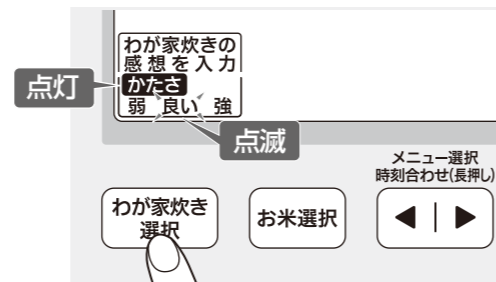 わが家炊きの
感想を入力
かたさ
弱 良い 強
点灯
点滅
メニュー選択
時刻合わせ(長押し)
わが家炊き
選択
お米選択